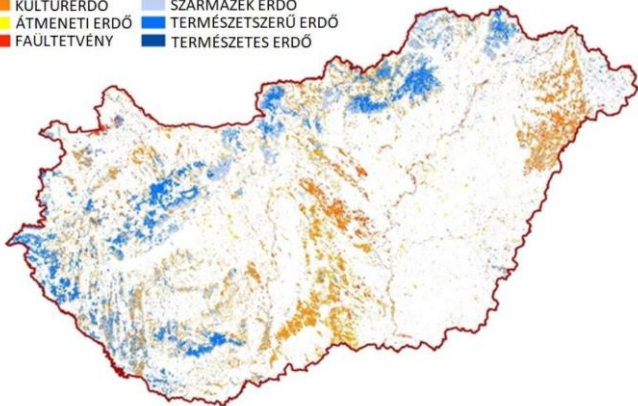 KULTÚRERDŐ
ÁTMENETI ERDŐ
FAÜLTETVÉNY
SZÁRMAZÉK ERDŐ
TERMÉSZETSZERŰ ERDŐ
TERMÉSZETES ERDŐ